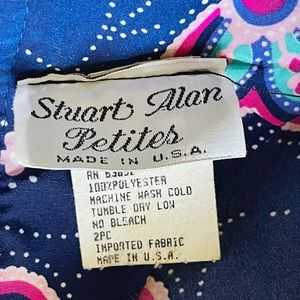 Stuart Alan
Petites
MADE IN U.S.A.
RN
100%POLYESTER
MACHINE WASH COLD
TUMBLE DRY LOW
NO BLEACH
2PC
IMPORTED FABRIC
MADE IN U.S.A.